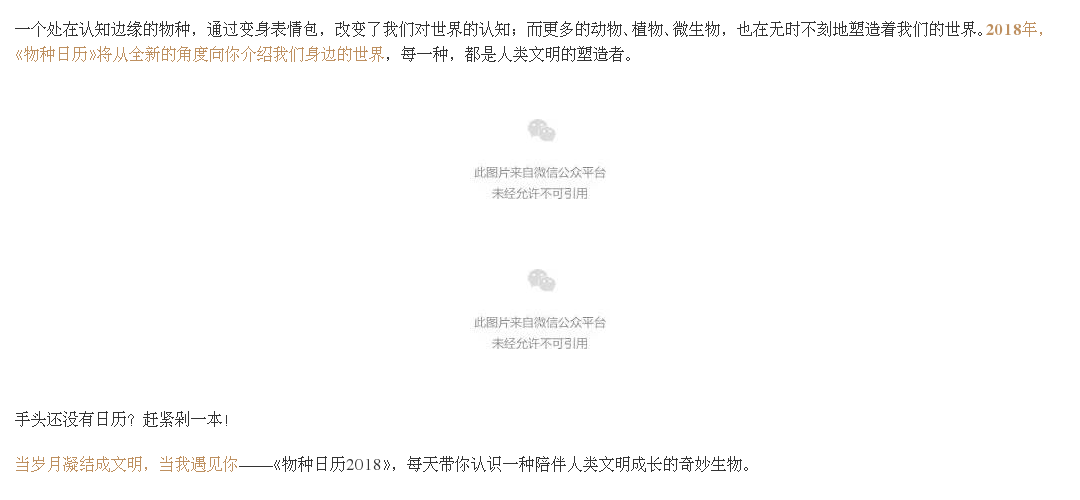 一个处在认知边缘的物种，通过变身表情包，改变了我们对世界的认知；而更多的动物、植物、微生物，也在无时不刻地塑造着我们的世界。2018年，
《物种日历》将从全新的角度向你介绍我们身边的世界，每一种，都是人类文明的塑造者。
此图片来自微信公众平台
未经允许不可引用
此图片来自微信公众平台
未经允许不可引用
手头还没有日历？赶紧剁一本！
当岁月凝结成文明，当我遇见你——《物种日历2018》，每天带你认识一种陪伴人类文明成长的奇妙生物。